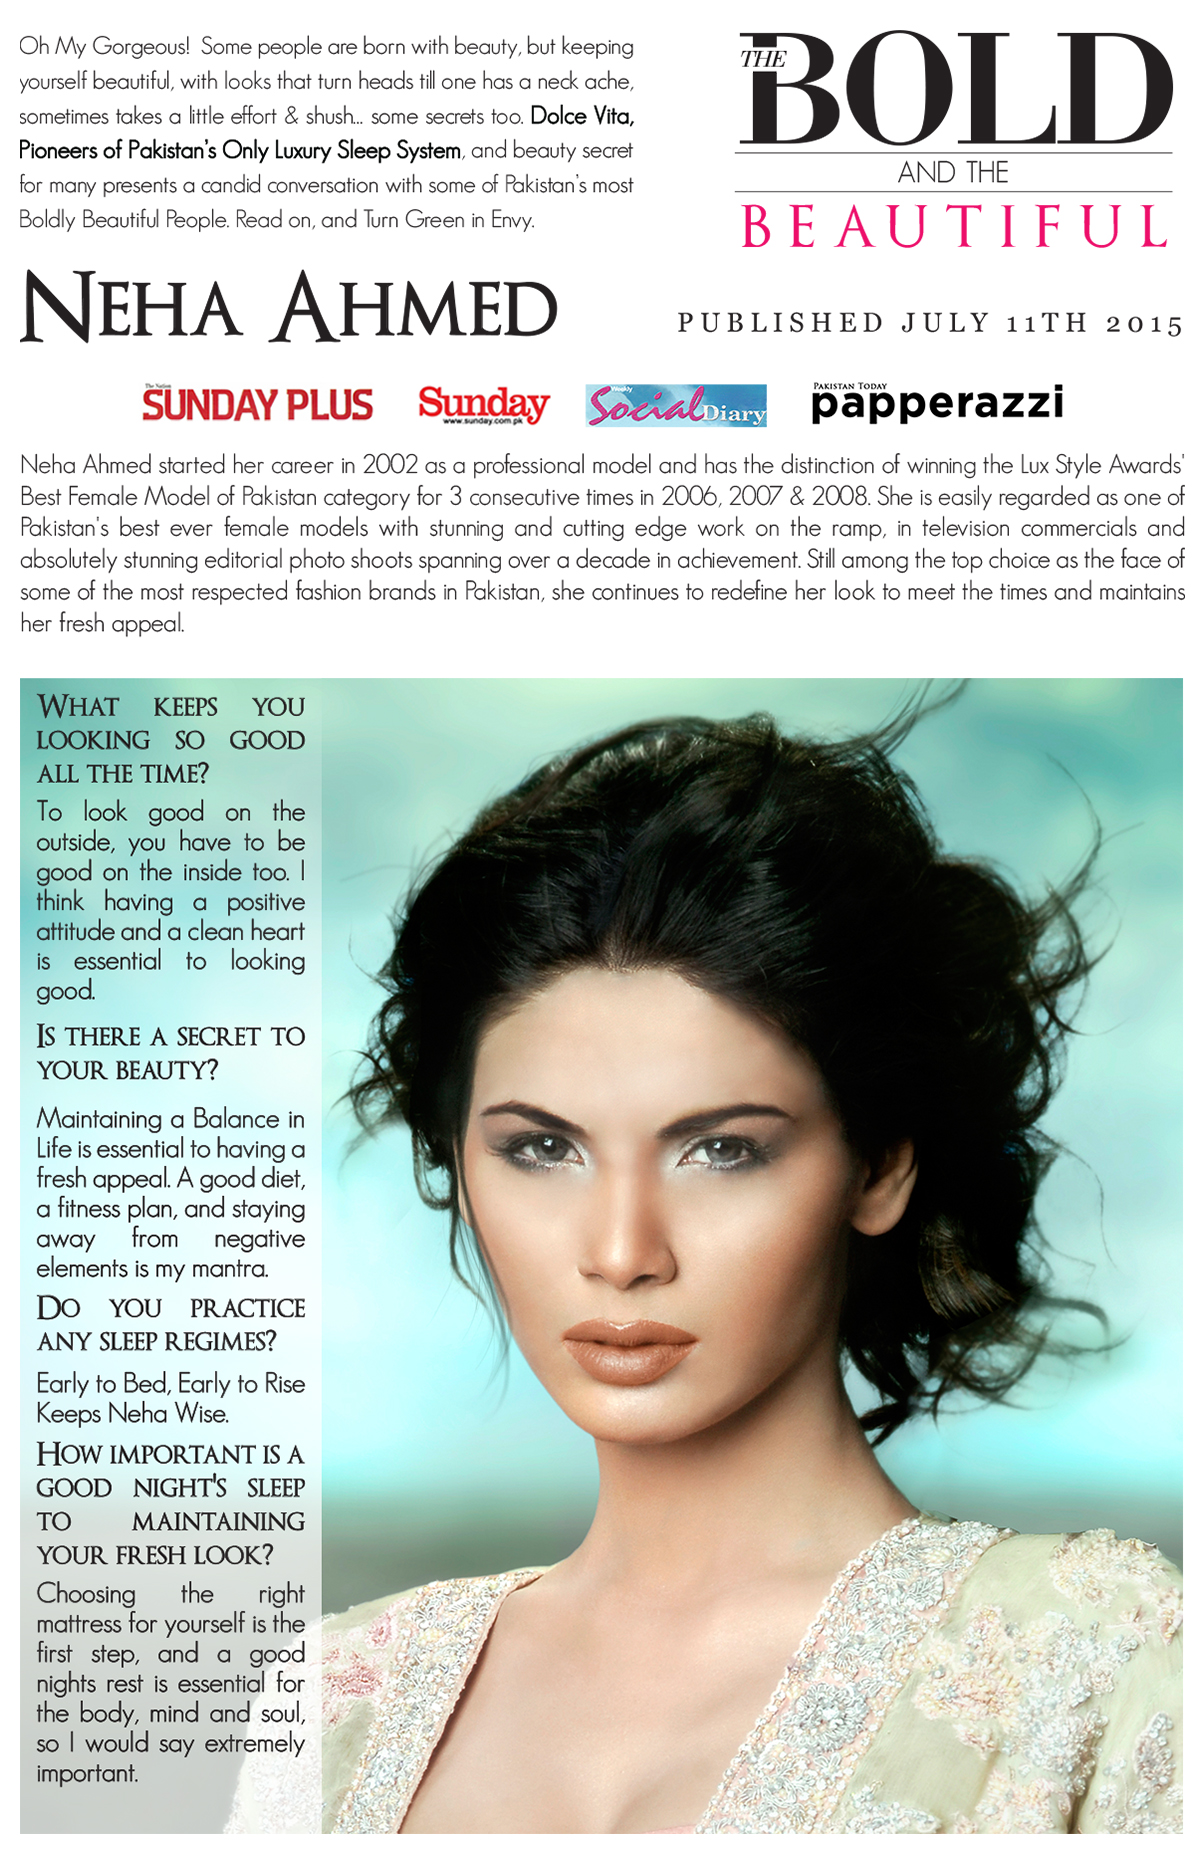 Oh My Gorgeous! Some people are born with beauty, but keeping
yourself beautiful, with looks that turn heads till one has a neck ache,
sometimes takes a little effort & shush... some secrets too. Dolce Vita,
Pioneers of Pakistan's Only Luxury Sleep System, and beauty secret
for many presents a candid conversation with some of Pakistan's most
Boldly Beautiful People. Read on, and Turn Green in Envy.
THE BOLD
AND THE
BEAUTIFUL
NEHA AHMED
PUBLISHED JULY 11TH 2015
The Nation
SUNDAY PLUS
Sunday
www.sunday.com.pk
Weekly
Social Diary
PAKISTAN TODAY
papperazzi
Neha Ahmed started her career in 2002 as a professional model and has the distinction of winning the Lux Style Awards'
Best Female Model of Pakistan category for 3 consecutive times in 2006, 2007 & 2008. She is easily regarded as one of
Pakistan's best ever female models with stunning and cutting edge work on the ramp, in television commercials and
absolutely stunning editorial photo shoots spanning over a decade in achievement. Still among the top choice as the face of
some of the most respected fashion brands in Pakistan, she continues to redefine her look to meet the times and maintains
her fresh appeal.
WHAT KEEPS YOU
LOOKING SO GOOD
ALL THE TIME?
To look good on the
outside, you have to be
good on the inside too. I
think having a positive
attitude and a clean heart
is essential to looking
good.
IS THERE A SECRET TO
YOUR BEAUTY?
Maintaining a Balance in
Life is essential to having a
fresh appeal. A good diet,
a fitness plan, and staying
away from negative
elements is my mantra.
DO YOU PRACTICE
ANY SLEEP REGIMES?
Early to Bed, Early to Rise
Keeps Neha Wise.
HOW IMPORTANT IS A
GOOD NIGHT'S SLEEP
TO MAINTAINING
YOUR FRESH LOOK?
Choosing the right
mattress for yourself is the
first step, and a good
nights rest is essential for
the body, mind and soul,
so I would say extremely
important.